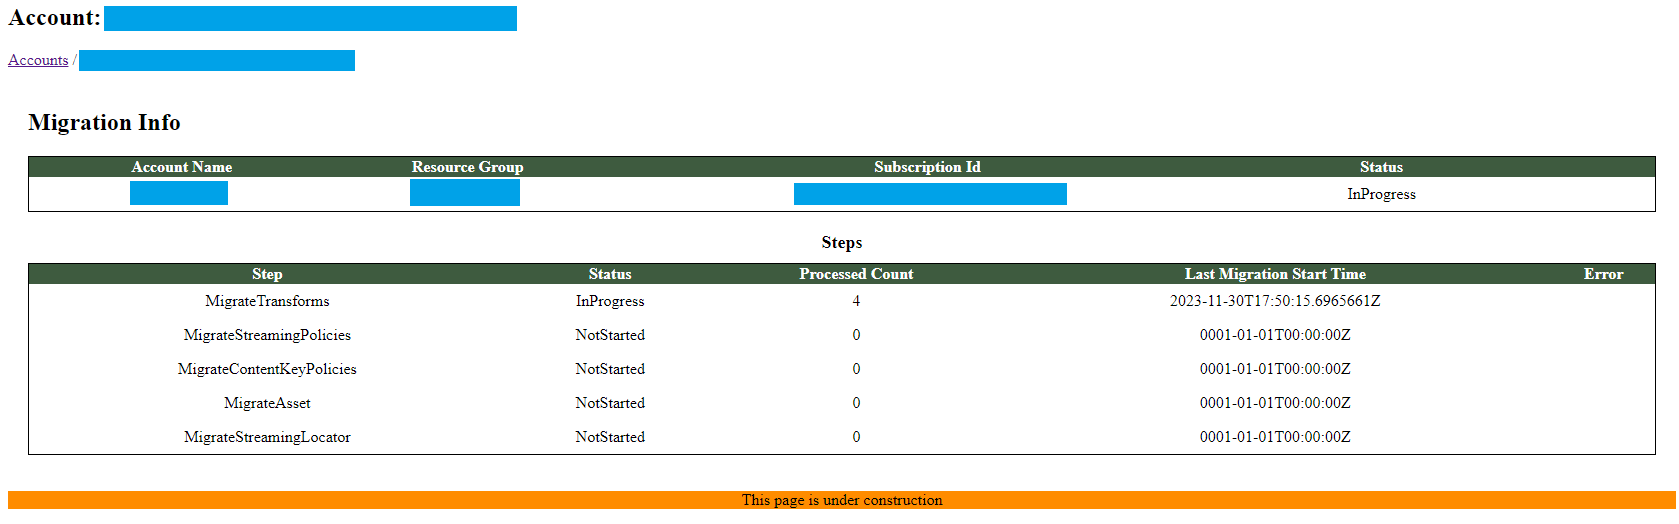 Account:
Accounts /
Migration Info
Account Name Resource Group Subscription Id Status
InProgress
Steps
Step Status Processed Count Last Migration Start Time Error
MigrateTransforms InProgress 4 2023-11-30T17:50:15.6965661Z
MigrateStreamingPolicies NotStarted 0 0001-01-01T00:00:00Z
MigrateContentKeyPolicies NotStarted 0 0001-01-01T00:00:00Z
MigrateAsset NotStarted 0 0001-01-01T00:00:00Z
MigrateStreamingLocator NotStarted 0 0001-01-01T00:00:00Z
This page is under construction